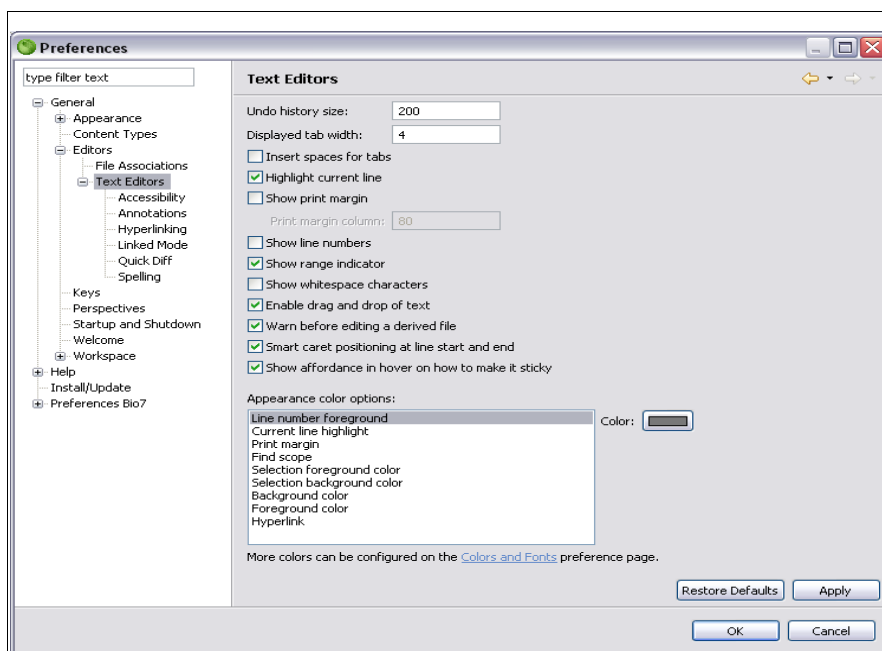 Preferences
type filter text
General
Appearance
Content Types
Editors
File Associations
Text Editors
Accessibility
Annotations
Hyperlinking
Linked Mode
Quick Diff
Spelling
Keys
Perspectives
Startup and Shutdown
Welcome
Workspace
Help
Install/Update
Preferences Bio7
Text Editors
Undo history size: 200
Displayed tab width: 4
Insert spaces for tabs
Highlight current line
Show print margin
Print margin column: 80
Show line numbers
Show range indicator
Show whitespace characters
Enable drag and drop of text
Warn before editing a derived file
Smart caret positioning at line start and end
Show affordance in hover on how to make it sticky
Appearance color options:
Line number foreground
Current line highlight
Print margin
Find scope
Selection foreground color
Selection background color
Background color
Foreground color
Hyperlink
Color:
More colors can be configured on the Colors and Fonts preference page.
Restore Defaults Apply
OK Cancel